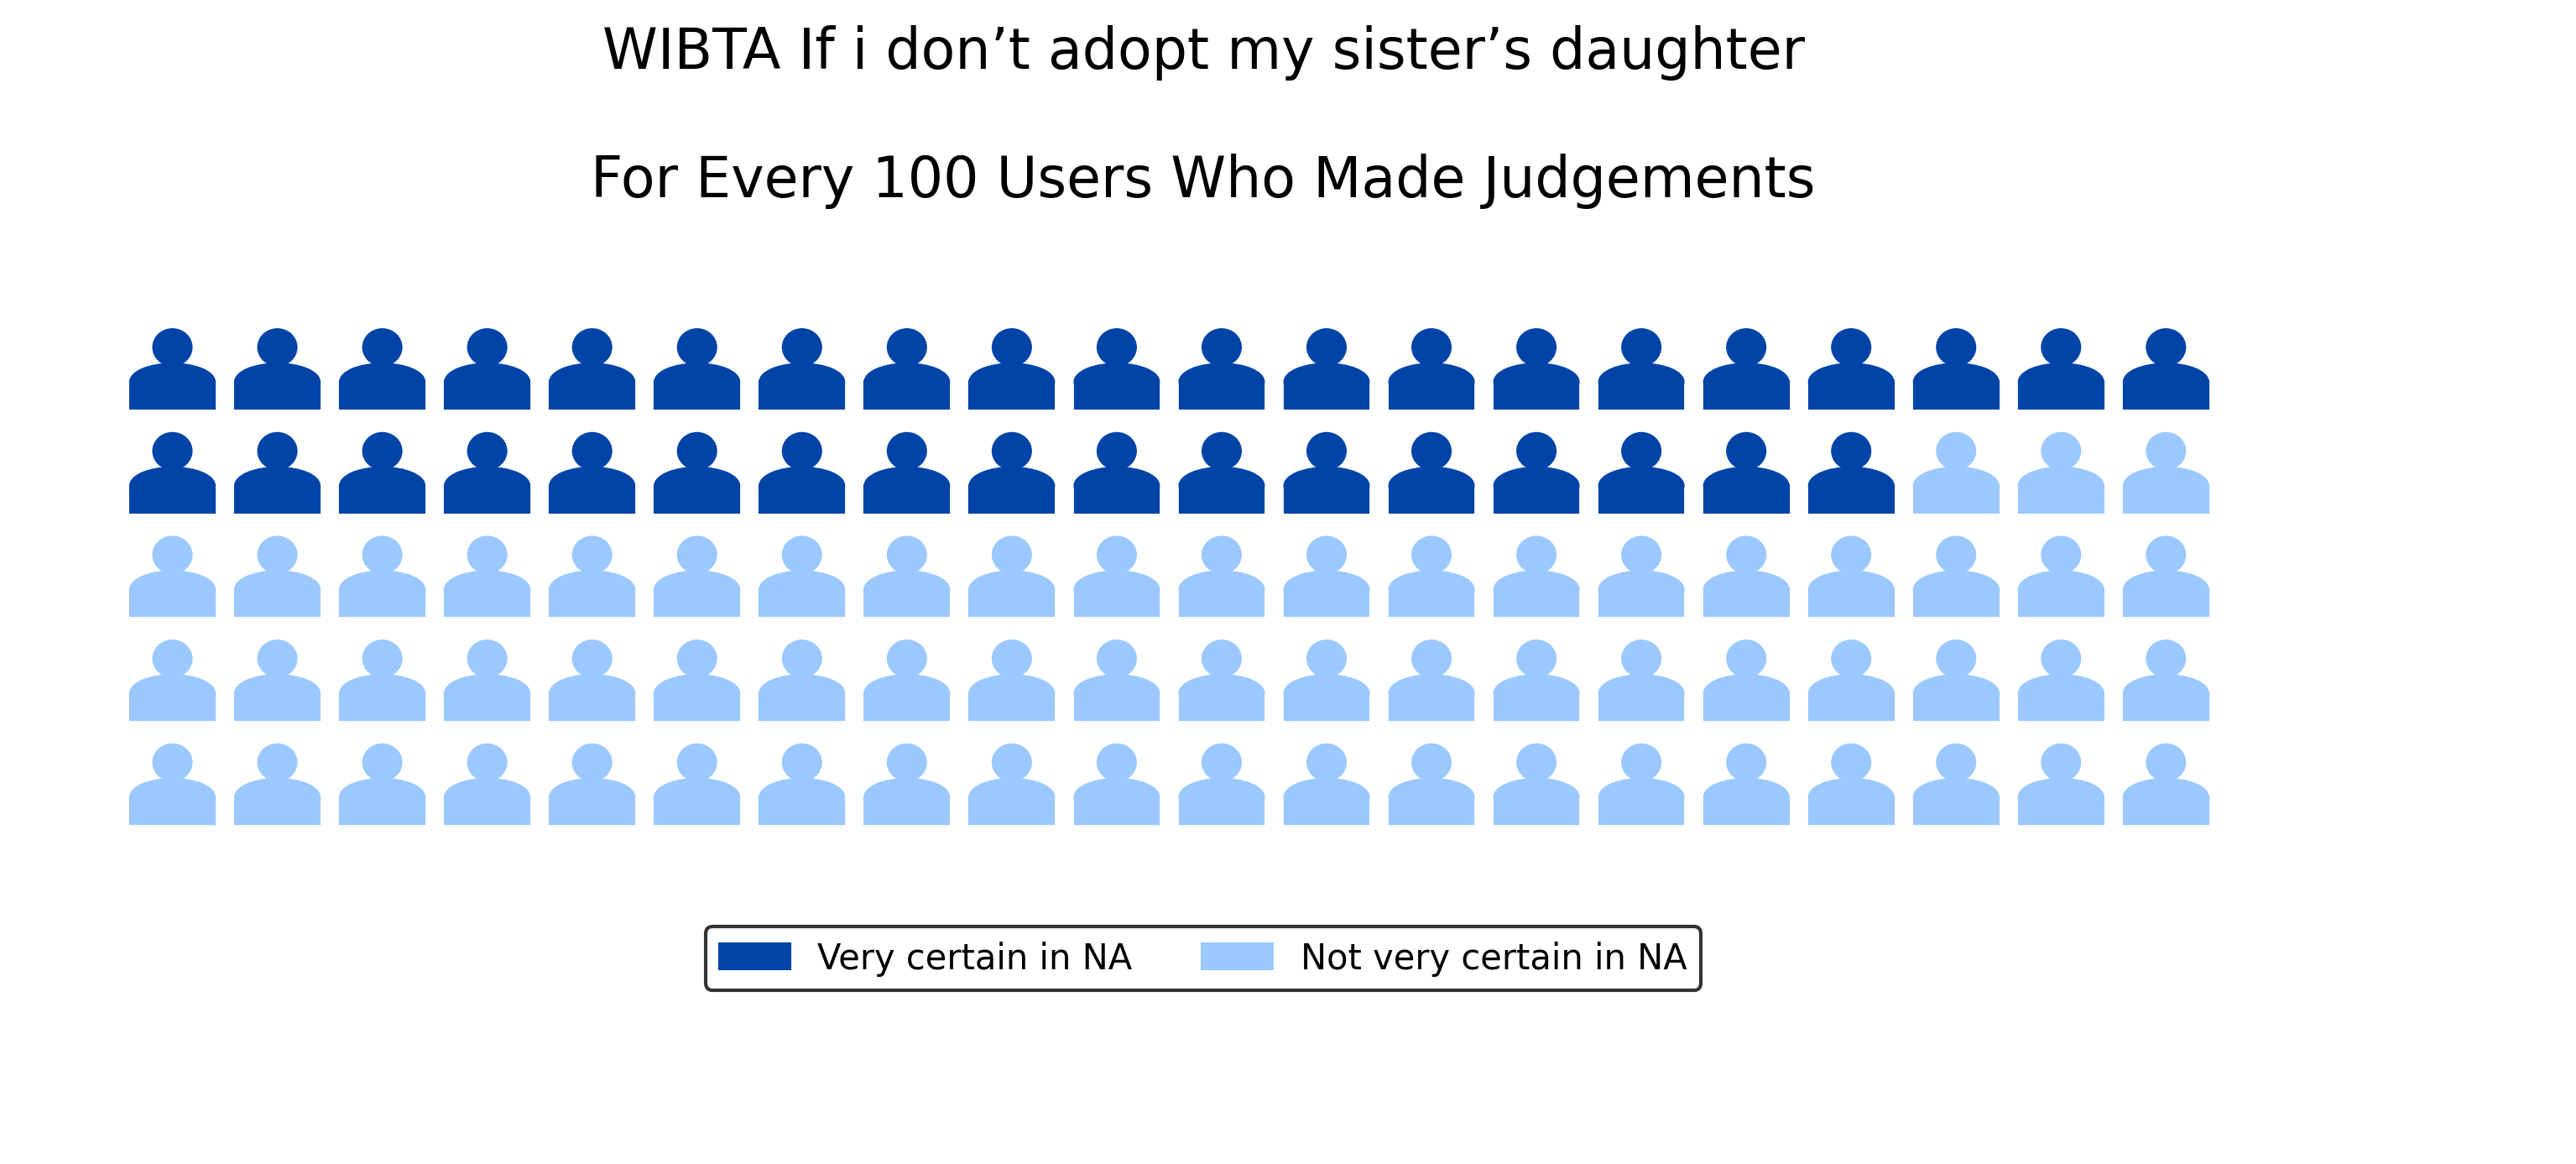 WIBTA If i don’t adopt my sister’s daughter
For Every 100 Users Who Made Judgements
Very certain in NA
Not very certain in NA